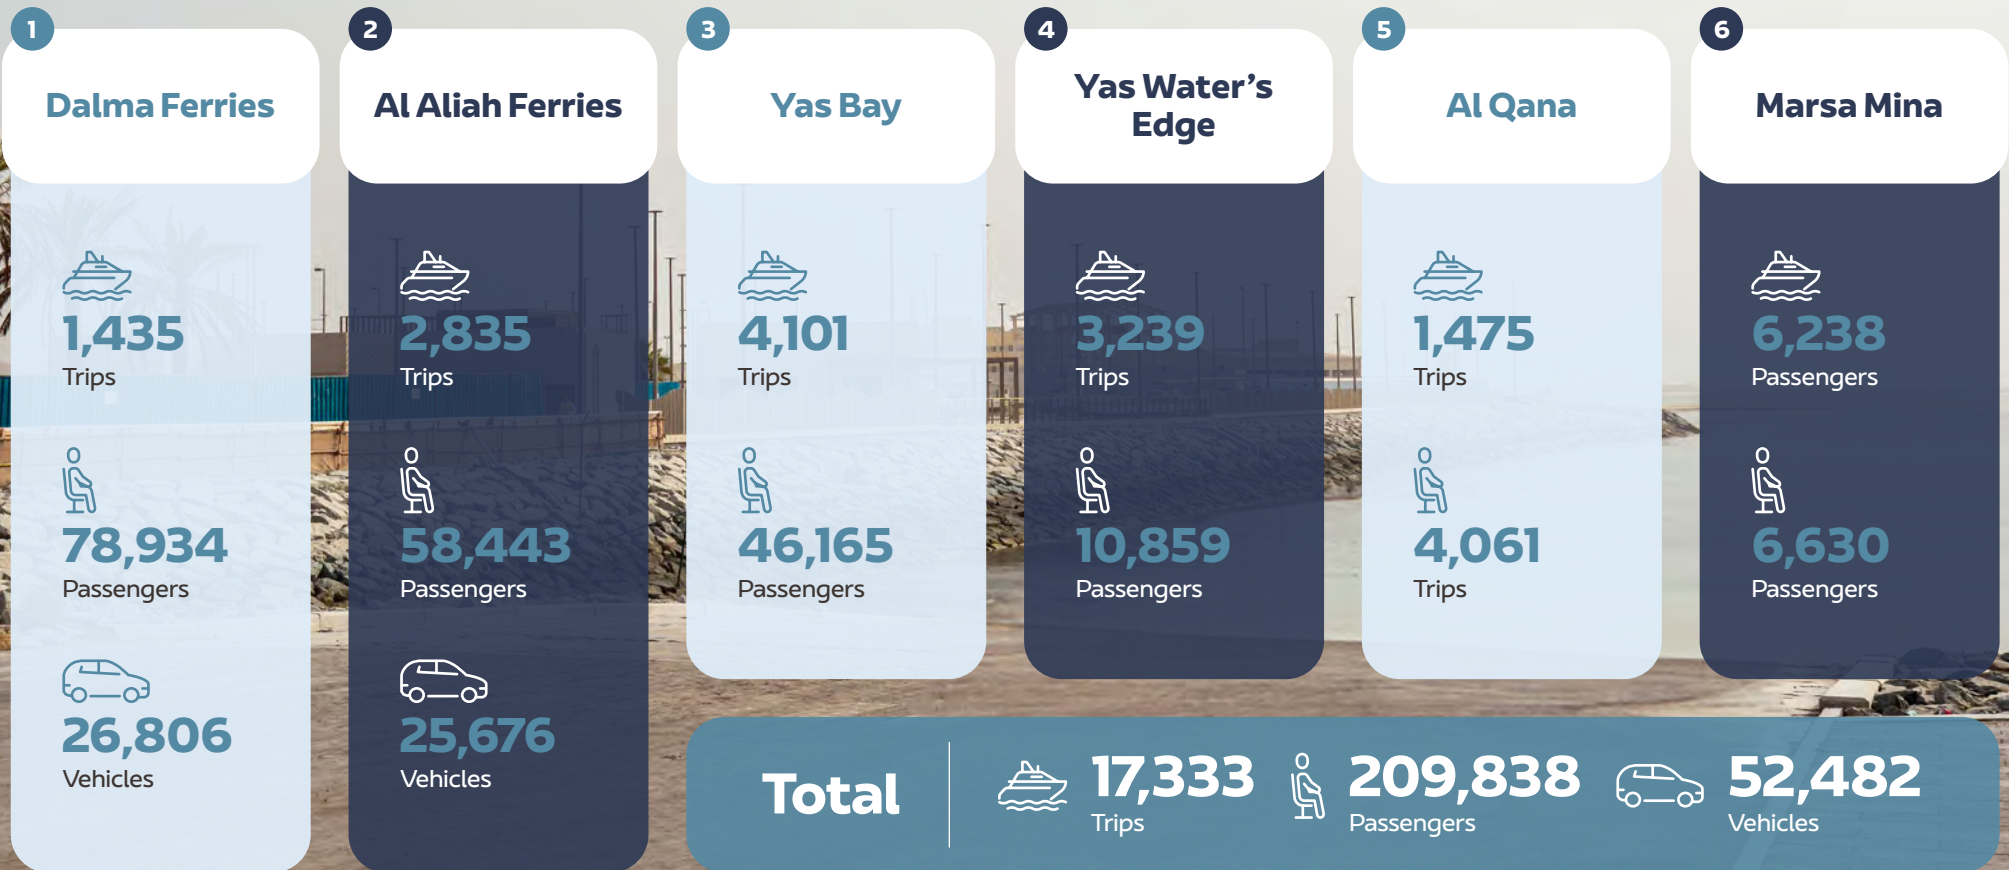 1
Dalma Ferries
1,435
Trips
78,934
Passengers
26,806
Vehicles
2
Al Aliah Ferries
2,835
Trips
58,443
Passengers
25,676
Vehicles
3
Yas Bay
4,101
Trips
46,165
Passengers
4
Yas Water’s
Edge
3,239
Trips
10,859
Passengers
5
Al Qana
1,475
Trips
4,061
Trips
6
Marsa Mina
6,238
Passengers
6,630
Passengers
Total
17,333
Trips
209,838
Passengers
52,482
Vehicles